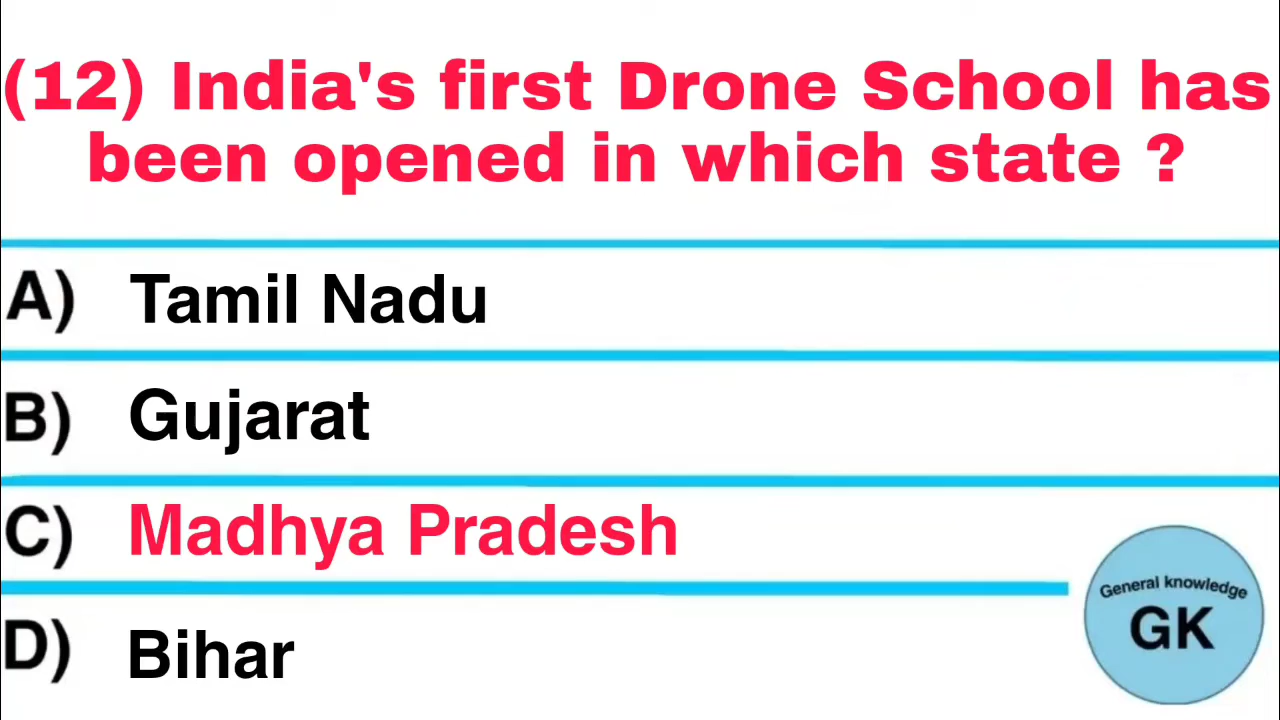 (12) India's first Drone School has
been opened in which state ?
A) Tamil Nadu
B) Gujarat
C) Madhya Pradesh
D) Bihar
General knowledge
GK